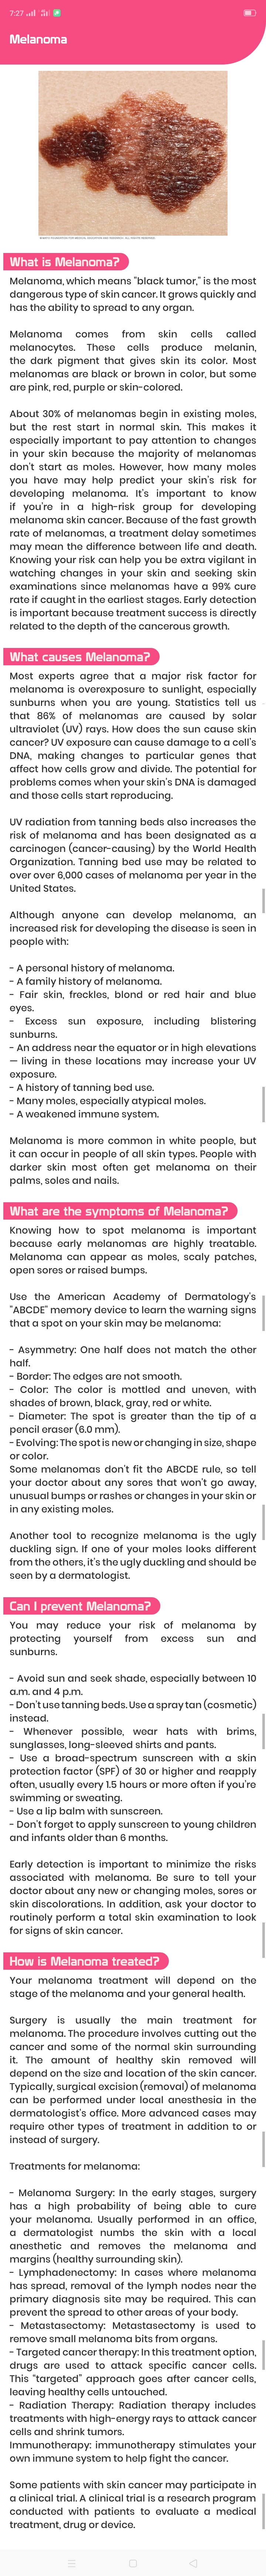 7:27
Melanoma
What is Melanoma?
Melanoma, which means "black tumor," is the most
dangerous type of skin cancer. It grows quickly and
has the ability to spread to any organ.
Melanoma comes from skin cells called
melanocytes. These cells produce melanin,
the dark pigment that gives skin its color. Most
melanomas are black or brown in color, but some
are pink, red, purple or skin-colored.
About 30% of melanomas begin in existing moles,
but the rest start in normal skin. This makes it
especially important to pay attention to changes
in your skin because the majority of melanomas
don't start as moles. However, how many moles
you have may help predict your skin's risk for
developing melanoma. It's important to know
if you're in a high-risk group for developing
melanoma skin cancer. Because of the fast growth
rate of melanomas, a treatment delay sometimes
may mean the difference between life and death.
Knowing your risk can help you be extra vigilant in
watching changes in your skin and seeking skin
examinations since melanomas have a 99% cure
rate if caught in the earliest stages. Early detection
is important because treatment success is directly
related to the depth of the cancerous growth.
What causes Melanoma?
Most experts agree that a major risk factor for
melanoma is overexposure to sunlight, especially
sunburns when you are young. Statistics tell us
that 86% of melanomas are caused by solar
ultraviolet (UV) rays. How does the sun cause skin
cancer? UV exposure can cause damage to a cell's
DNA, making changes to particular genes that
affect how cells grow and divide. The potential for
problems comes when your skin's DNA is damaged
and those cells start reproducing.
UV radiation from tanning beds also increases the
risk of melanoma and has been designated as a
carcinogen (cancer-causing) by the World Health
Organization. Tanning bed use may be related to
over over 6,000 cases of melanoma per year in the
United States.
Although anyone can develop melanoma, an
increased risk for developing the disease is seen in
people with:
- A personal history of melanoma.
- A family history of melanoma.
- Fair skin, freckles, blond or red hair and blue
eyes.
- Excess sun exposure, including blistering
sunburns.
- An address near the equator or in high elevations
— living in these locations may increase your UV
exposure.
- A history of tanning bed use.
- Many moles, especially atypical moles.
- A weakened immune system.
Melanoma is more common in white people, but
it can occur in people of all skin types. People with
darker skin most often get melanoma on their
palms, soles and nails.
What are the symptoms of Melanoma?
Knowing how to spot melanoma is important
because early melanomas are highly treatable.
Melanoma can appear as moles, scaly patches,
open sores or raised bumps.
Use the American Academy of Dermatology's
"ABCDE" memory device to learn the warning signs
that a spot on your skin may be melanoma:
- Asymmetry: One half does not match the other
half.
- Border: The edges are not smooth.
- Color: The color is mottled and uneven, with
shades of brown, black, gray, red or white.
- Diameter: The spot is greater than the tip of a
pencil eraser (6.0 mm).
- Evolving: The spot is new or changing in size, shape
or color.
Some melanomas don't fit the ABCDE rule, so tell
your doctor about any sores that won't go away,
unusual bumps or rashes or changes in your skin or
in any existing moles.
Another tool to recognize melanoma is the ugly
duckling sign. If one of your moles looks different
from the others, it's the ugly duckling and should be
seen by a dermatologist.
Can I prevent Melanoma?
You may reduce your risk of melanoma by
protecting yourself from excess sun and
sunburns.
- Avoid sun and seek shade, especially between 10
a.m. and 4 p.m.
- Don't use tanning beds. Use a spray tan (cosmetic)
instead.
- Whenever possible, wear hats with brims,
sunglasses, long-sleeved shirts and pants.
- Use a broad-spectrum sunscreen with a skin
protection factor (SPF) of 30 or higher and reapply
often, usually every 1.5 hours or more often if you're
swimming or sweating.
- Use a lip balm with sunscreen.
- Don't forget to apply sunscreen to young children
and infants older than 6 months.
Early detection is important to minimize the risks
associated with melanoma. Be sure to tell your
doctor about any new or changing moles, sores or
skin discolorations. In addition, ask your doctor to
routinely perform a total skin examination to look
for signs of skin cancer.
How is Melanoma treated?
Your melanoma treatment will depend on the
stage of the melanoma and your general health.
Surgery is usually the main treatment for
melanoma. The procedure involves cutting out the
cancer and some of the normal skin surrounding
it. The amount of healthy skin removed will
depend on the size and location of the skin cancer.
Typically, surgical excision (removal) of melanoma
can be performed under local anesthesia in the
dermatologist's office. More advanced cases may
require other types of treatment in addition to or
instead of surgery.
Treatments for melanoma:
- Melanoma Surgery: In the early stages, surgery
has a high probability of being able to cure
your melanoma. Usually performed in an office,
a dermatologist numbs the skin with a local
anesthetic and removes the melanoma and
margins (healthy surrounding skin).
- Lymphadenectomy: In cases where melanoma
has spread, removal of the lymph nodes near the
primary diagnosis site may be required. This can
prevent the spread to other areas of your body.
- Metastasectomy: Metastasectomy is used to
remove small melanoma bits from organs.
- Targeted cancer therapy: In this treatment option,
drugs are used to attack specific cancer cells.
This "targeted" approach goes after cancer cells,
leaving healthy cells untouched.
- Radiation Therapy: Radiation therapy includes
treatments with high-energy rays to attack cancer
cells and shrink tumors.
Immunotherapy: immunotherapy stimulates your
own immune system to help fight the cancer.
Some patients with skin cancer may participate in
a clinical trial. A clinical trial is a research program
conducted with patients to evaluate a medical
treatment, drug or device.